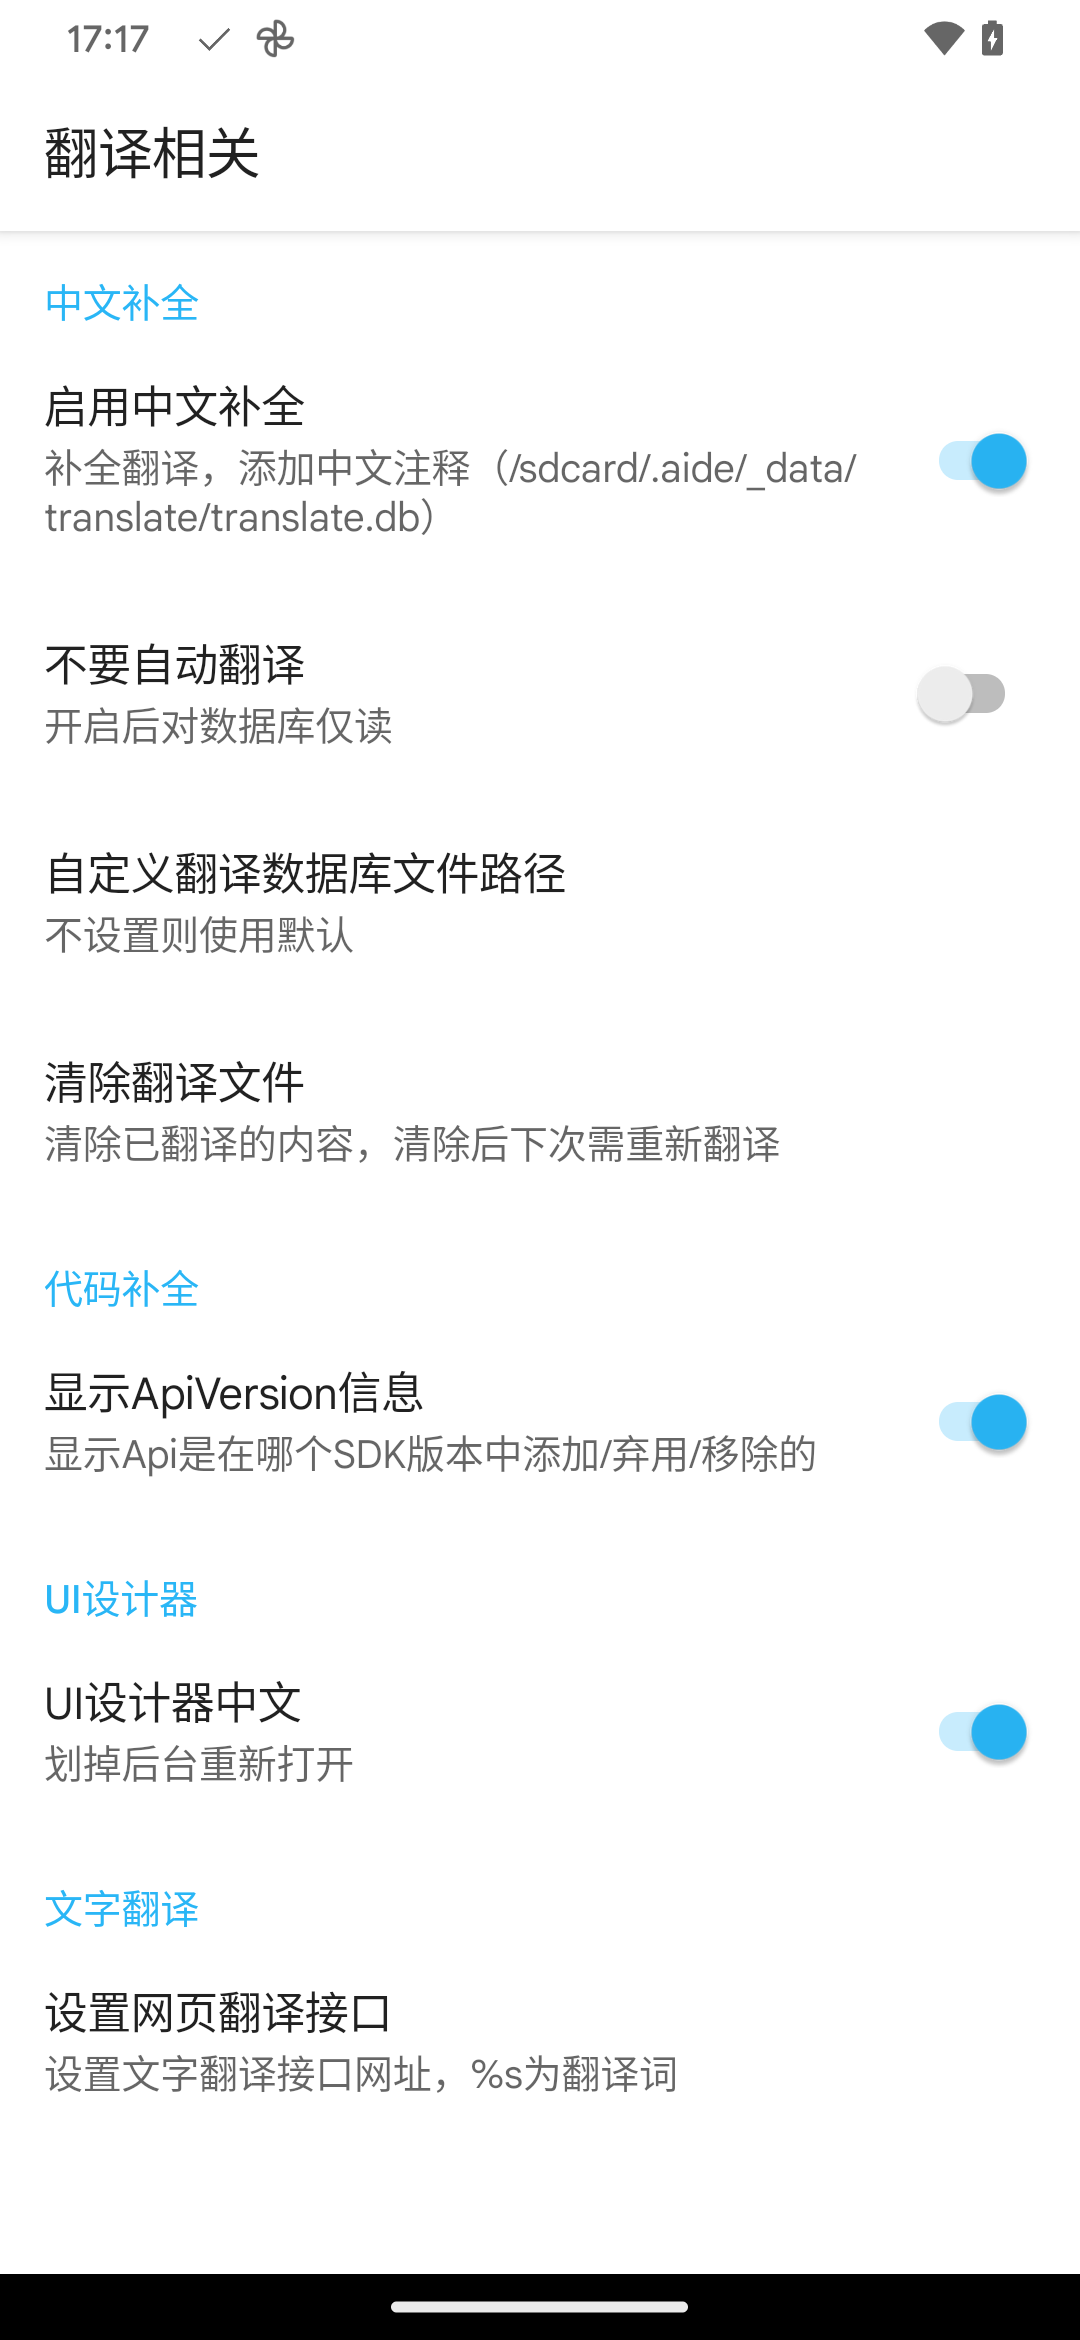 17:17
翻译相关
中文补全
启用中文补全
补全翻译，添加中文注释（/sdcard/.aide/_data/
translate/translate.db）
不要自动翻译
开启后对数据库仅读
自定义翻译数据库文件路径
不设置则使用默认
清除翻译文件
清除已翻译的内容，清除后下次需重新翻译
代码补全
显示ApiVersion信息
显示Api是在哪个SDK版本中添加/弃用/移除的
UI设计器
UI设计器中文
划掉后台重新打开
文字翻译
设置网页翻译接口
设置文字翻译接口网址，%s为翻译词